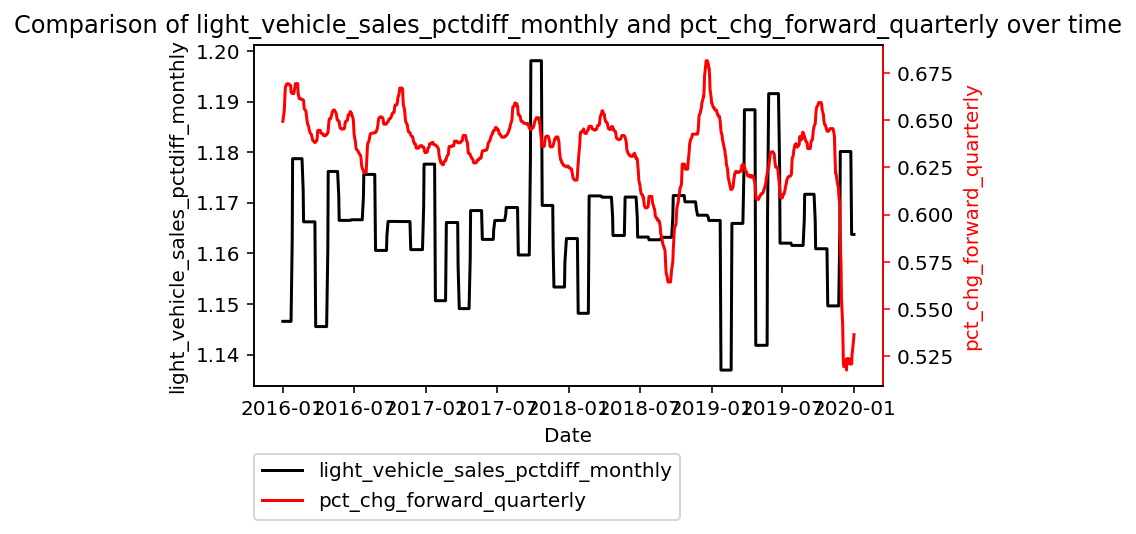 Comparison of light_vehicle_sales_pctdiff_monthly and pct_chg_forward_quarterly over time
light_vehicle_sales_pctdiff_monthly
1.20
1.19
1.18
1.17
1.16
1.15
1.14
0.675
0.650
0.625
0.600
0.575
0.550
0.525
pct_chg_forward_quarterly
2016-01 2016-07 2017-01 2017-07 2018-01 2018-07 2019-01 2019-07 2020-01
Date
light_vehicle_sales_pctdiff_monthly
pct_chg_forward_quarterly